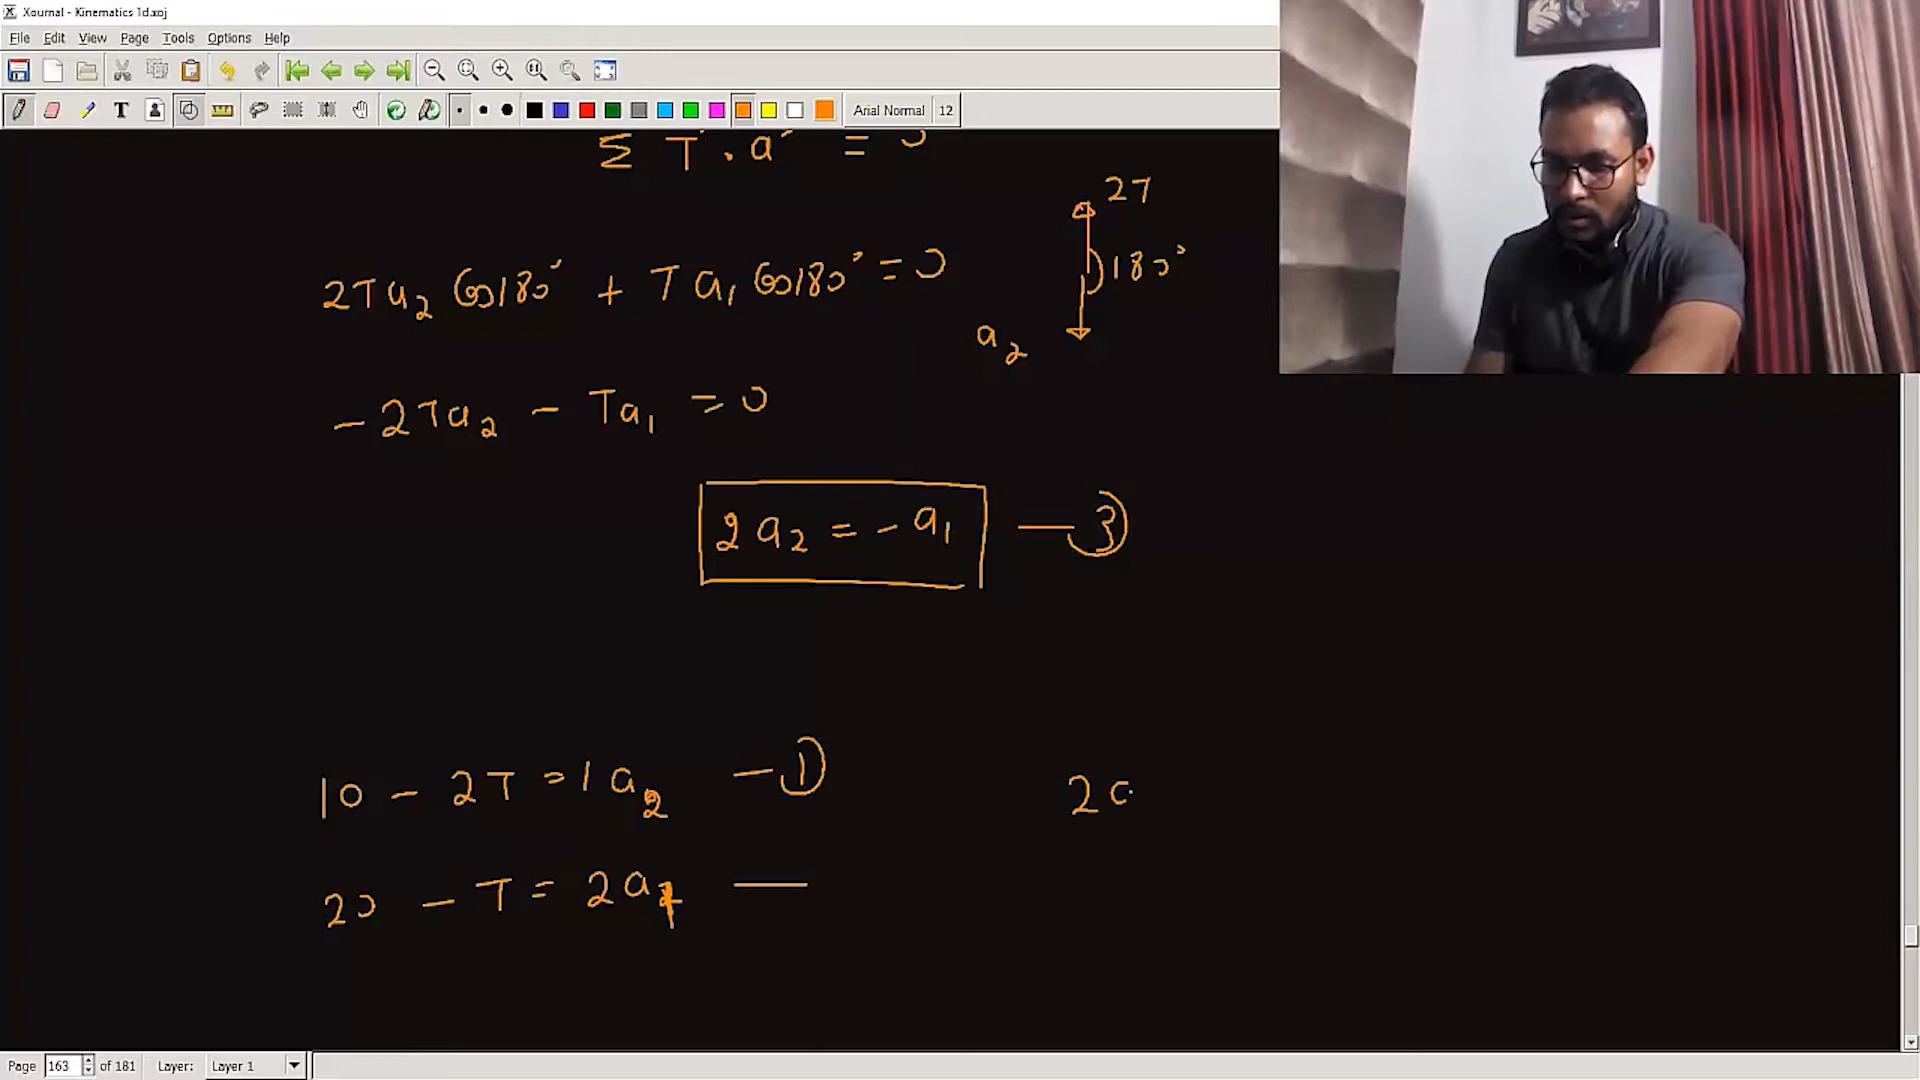 Xournal - Kinematics 1d.xoj
File Edit View Page Tools Options Help
T Arial Normal 12
Σ T . a =
2T
2Ta₂ Cos180° + Ta₁ Cos180° = 0
180°
a₂
- 2Ta₂ - Ta₁ = 0
2a₂ = - a₁ — ③
10 - 2T = 1a₂ — ①
20 - T = 2a₁ —
2
Page 163 of 181 Layer: Layer 1